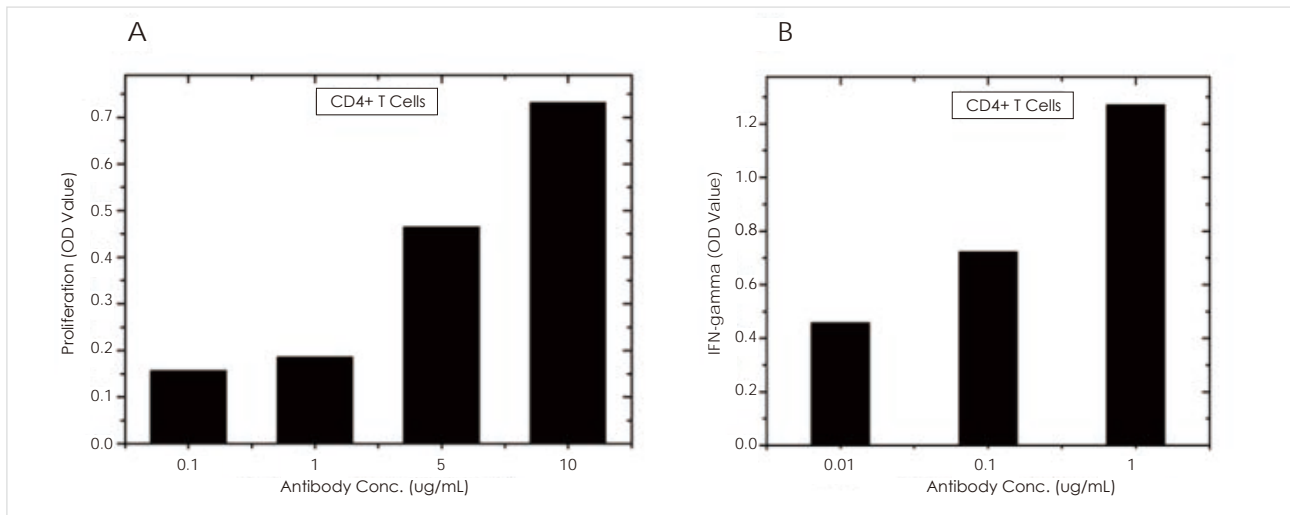 A
CD4+ T Cells
Proliferation (OD Value)
0.7
0.6
0.5
0.4
0.3
0.2
0.1
0.0
0.1 1 5 10
Antibody Conc. (ug/mL)
B
CD4+ T Cells
IFN-gamma (OD Value)
1.2
1.0
0.8
0.6
0.4
0.2
0.0
0.01 0.1 1
Antibody Conc. (ug/mL)